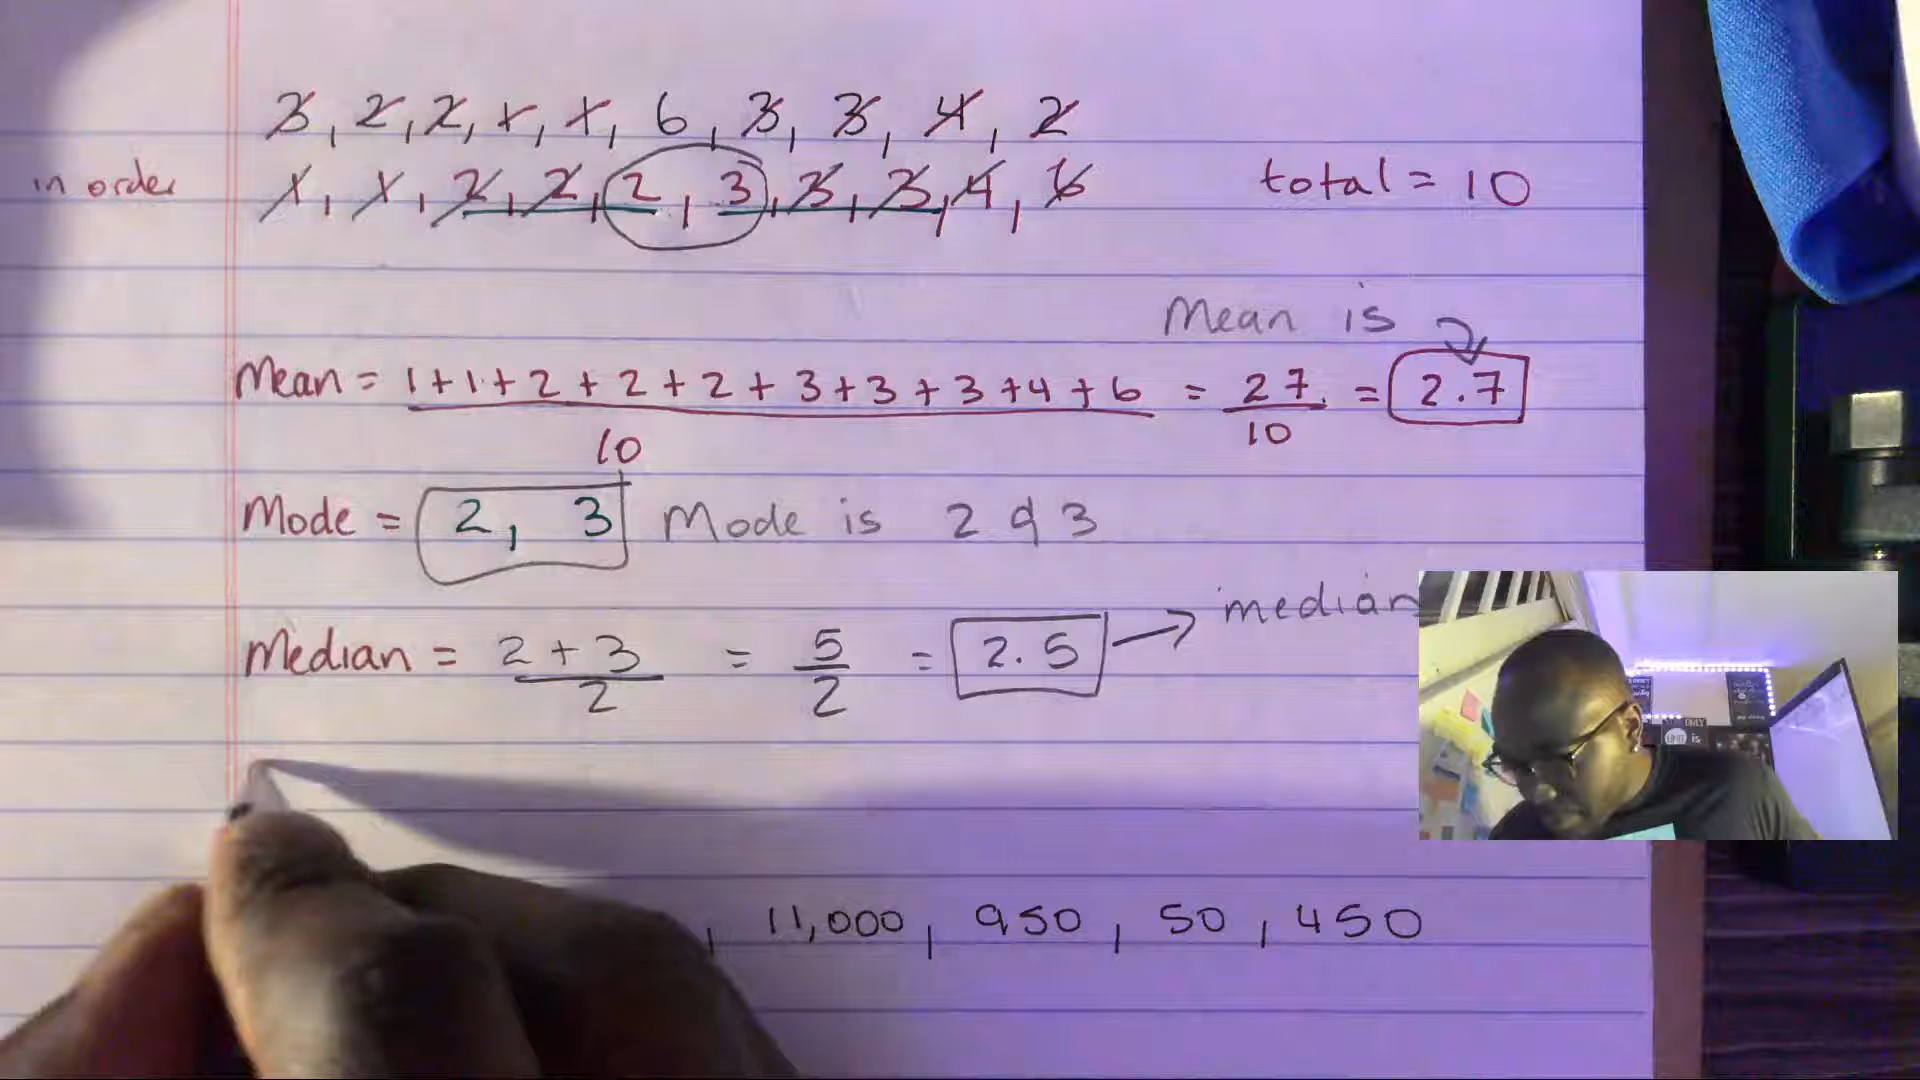 3, 2, 2, 1, 1, 6, 3, 3, 4, 2
in order 1, 1, 2, 2, 2, 3, 3, 3, 4, 6 total = 10
Mean is
Mean = 1+1+2+2+2+3+3+3+4+6 = 27 = 2.7
10 10
Mode = 2, 3 Mode is 2 & 3
median
Median = 2+3 = 5 = 2.5
2 2
, 11,000, 950, 50, 450
ONLY
LIMIT is